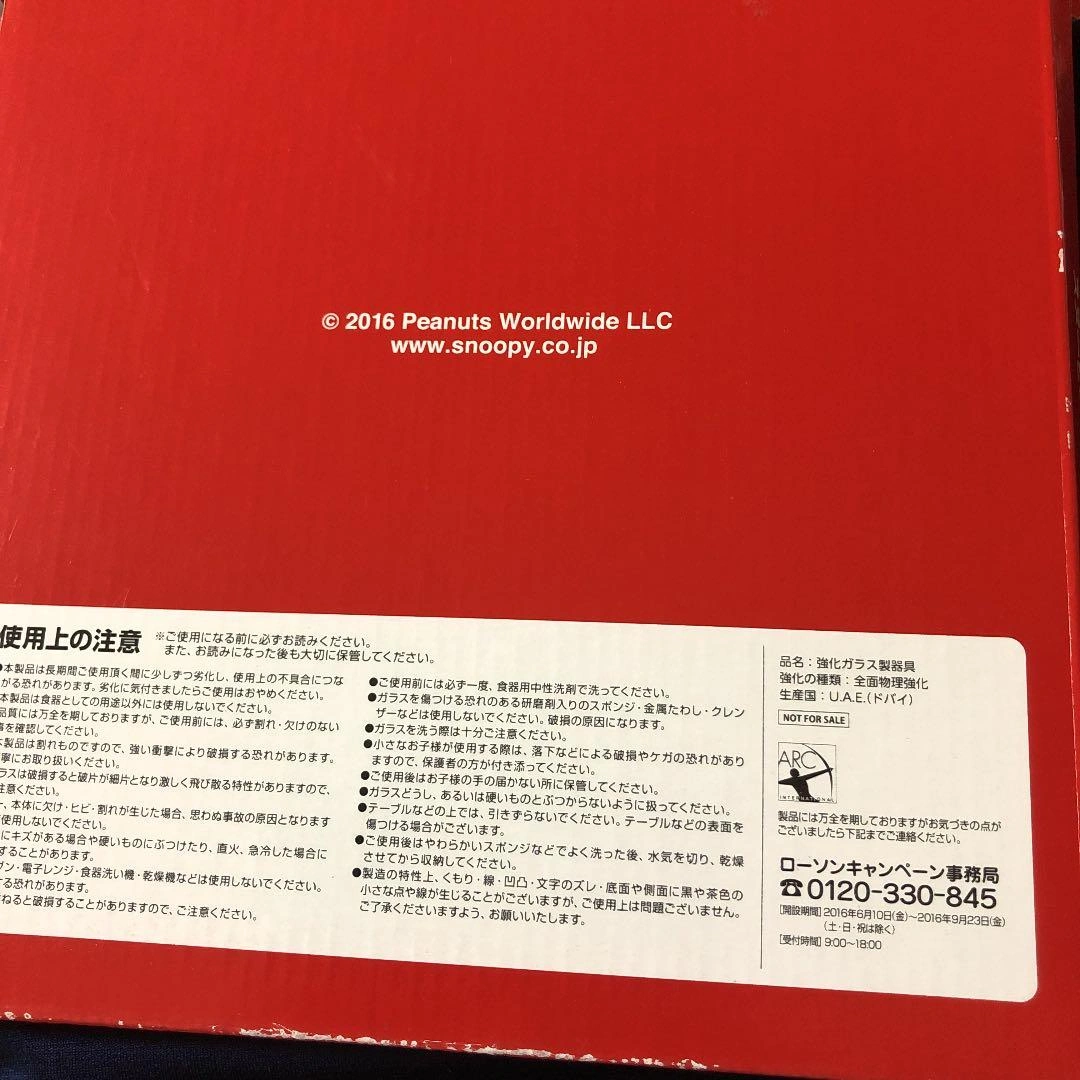 © 2016 Peanuts Worldwide LLC
www.snoopy.co.jp
使用上の注意
※ご使用になる前に必ずお読みください。
また、お読みになった後も大切に保管してください。
●本製品は長期間ご使用頂く間に少しずつ劣化し、使用上の不具合につな
がる恐れがあります。劣化に気付きましたらご使用はおやめください。
本製品は食器としての用途以外には使用しないでください。
品質には万全を期しておりますが、ご使用前には、必ず割れ・欠けのない
事を確認してください。
本製品は割れものですので、強い衝撃により破損する恐れがあります。
寧にお取り扱いください。
ラスは破損すると破片が細片となり激しく飛び散る特性がありますので、
注意ください。
一、本体に欠け・ヒビ・割れが生じた場合、思わぬ事故の原因となります
使用しないでください。
にキズがある場合や硬いものにぶつけたり、直火、急冷した場合に
することがあります。
ブン・電子レンジ・食器洗い機・乾燥機などは使用しないでください。
する恐れがあります。
ねると破損することがありますので、ご注意ください。
●ご使用前には必ず一度、食器用中性洗剤で洗ってください。
●ガラスを傷つける恐れのある研磨剤入りのスポンジ・金属たわし・クレン
ザーなどは使用しないでください。破損の原因になります。
●ガラスを洗う際は十分ご注意ください。
●小さなお子様が使用する際は、落下などによる破損やケガの恐れがあり
ますので、保護者の方が付き添ってください。
●ご使用後はお子様の手の届かない所に保管してください。
●ガラスどうし、あるいは硬いものとぶつからないように扱ってください。
●テーブルなどの上では、引きずらないでください。テーブルなどの表面を
傷つける場合がございます。
●ご使用後はやわらかいスポンジなどでよく洗った後、水気を切り、乾燥
させてから収納してください。
●製造の特性上、くもり・線・凹凸・文字のズレ・底面や側面に黒や茶色の
小さな点や線が生じることがございますが、ご使用上は問題ございません。
ご了承くださいますよう、お願いいたします。
品名：強化ガラス製器具
強化の種類：全面物理強化
生産国：U.A.E.(ドバイ)
NOT FOR SALE
ARC
INTERNATIONAL
製品には万全を期しておりますがお気づきの点が
ございましたら下記までご連絡ください。
ローソンキャンペーン事務局
☎0120-330-845
[開設期間] 2016年6月10日(金)～2016年9月23日(金)
(土・日・祝は除く)
[受付時間] 9:00～18:00